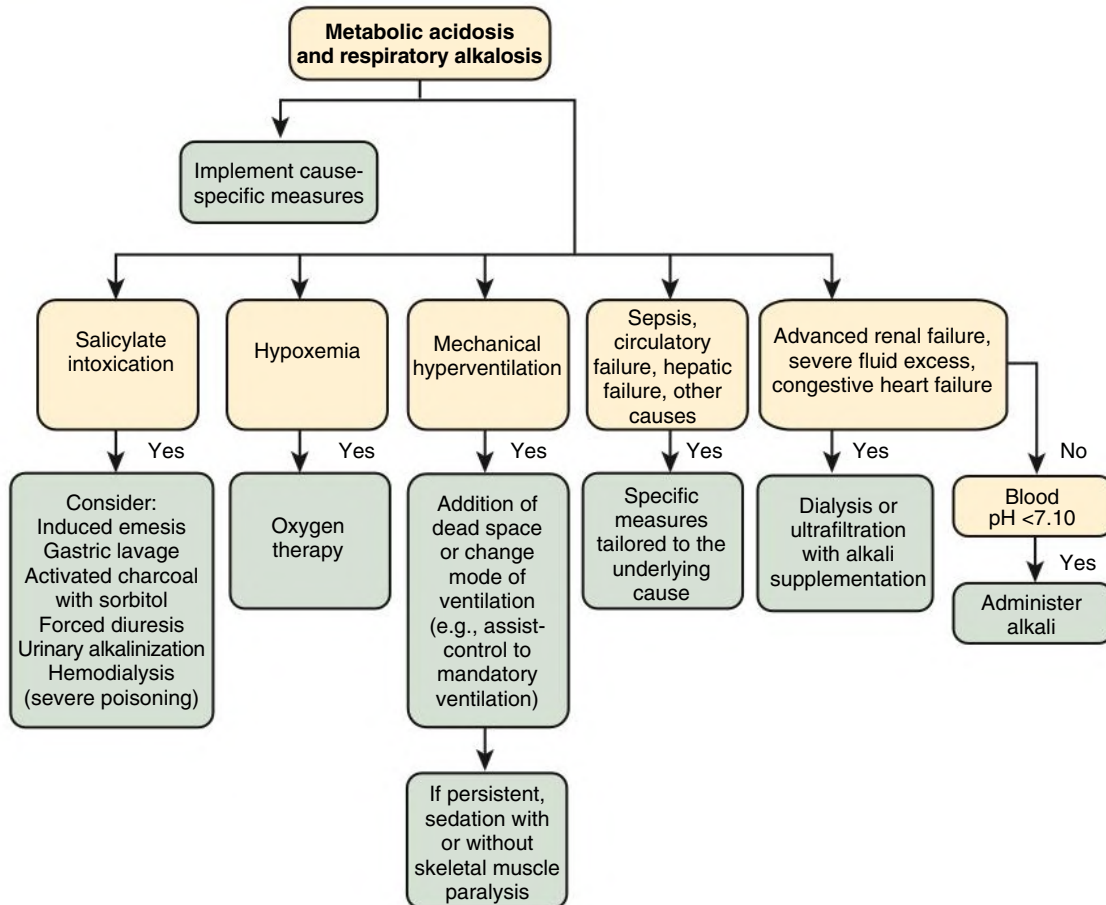 Metabolic acidosis
and respiratory alkalosis
Implement cause-
specific measures
Salicylate
intoxication
Hypoxemia
Mechanical
hyperventilation
Sepsis,
circulatory
failure, hepatic
failure, other
causes
Advanced renal failure,
severe fluid excess,
congestive heart failure
Yes
Yes
Yes
Yes
Yes
No
Consider:
Induced emesis
Gastric lavage
Activated charcoal
with sorbitol
Forced diuresis
Urinary alkalinization
Hemodialysis
(severe poisoning)
Oxygen
therapy
Addition of
dead space
or change
mode of
ventilation
(e.g., assist-
control to
mandatory
ventilation)
Specific
measures
tailored to the
underlying
cause
Dialysis or
ultrafiltration
with alkali
supplementation
Blood
pH <7.10
Yes
Administer
alkali
If persistent,
sedation with
or without
skeletal muscle
paralysis